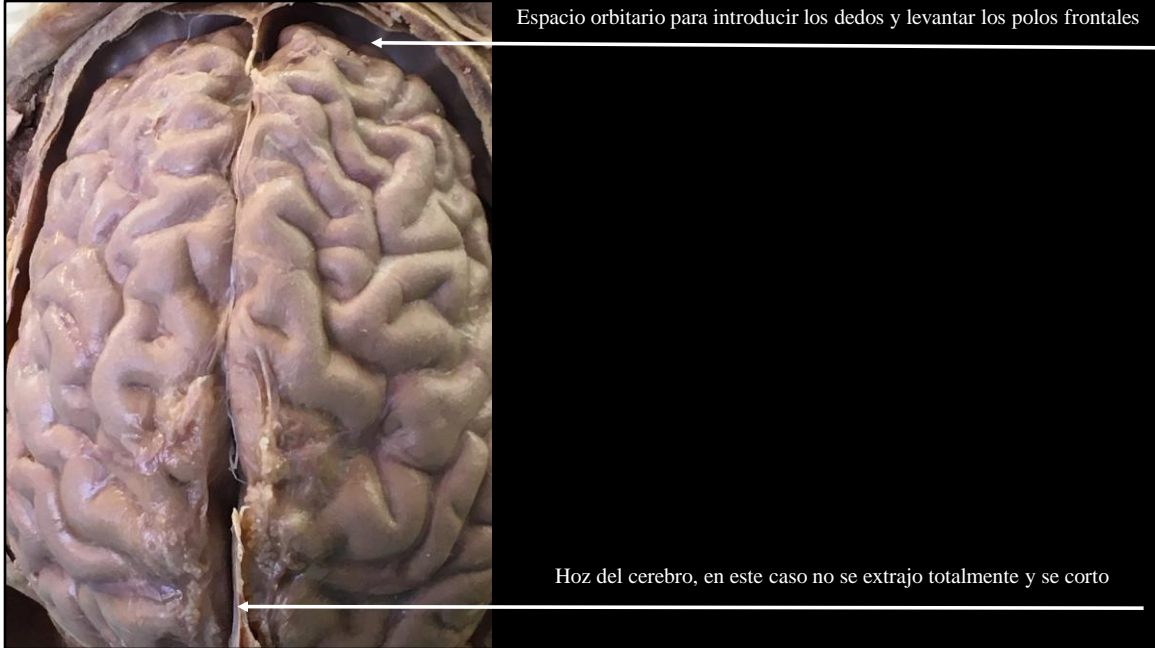 Espacio orbitario para introducir los dedos y levantar los polos frontales
Hoz del cerebro, en este caso no se extrajo totalmente y se corto